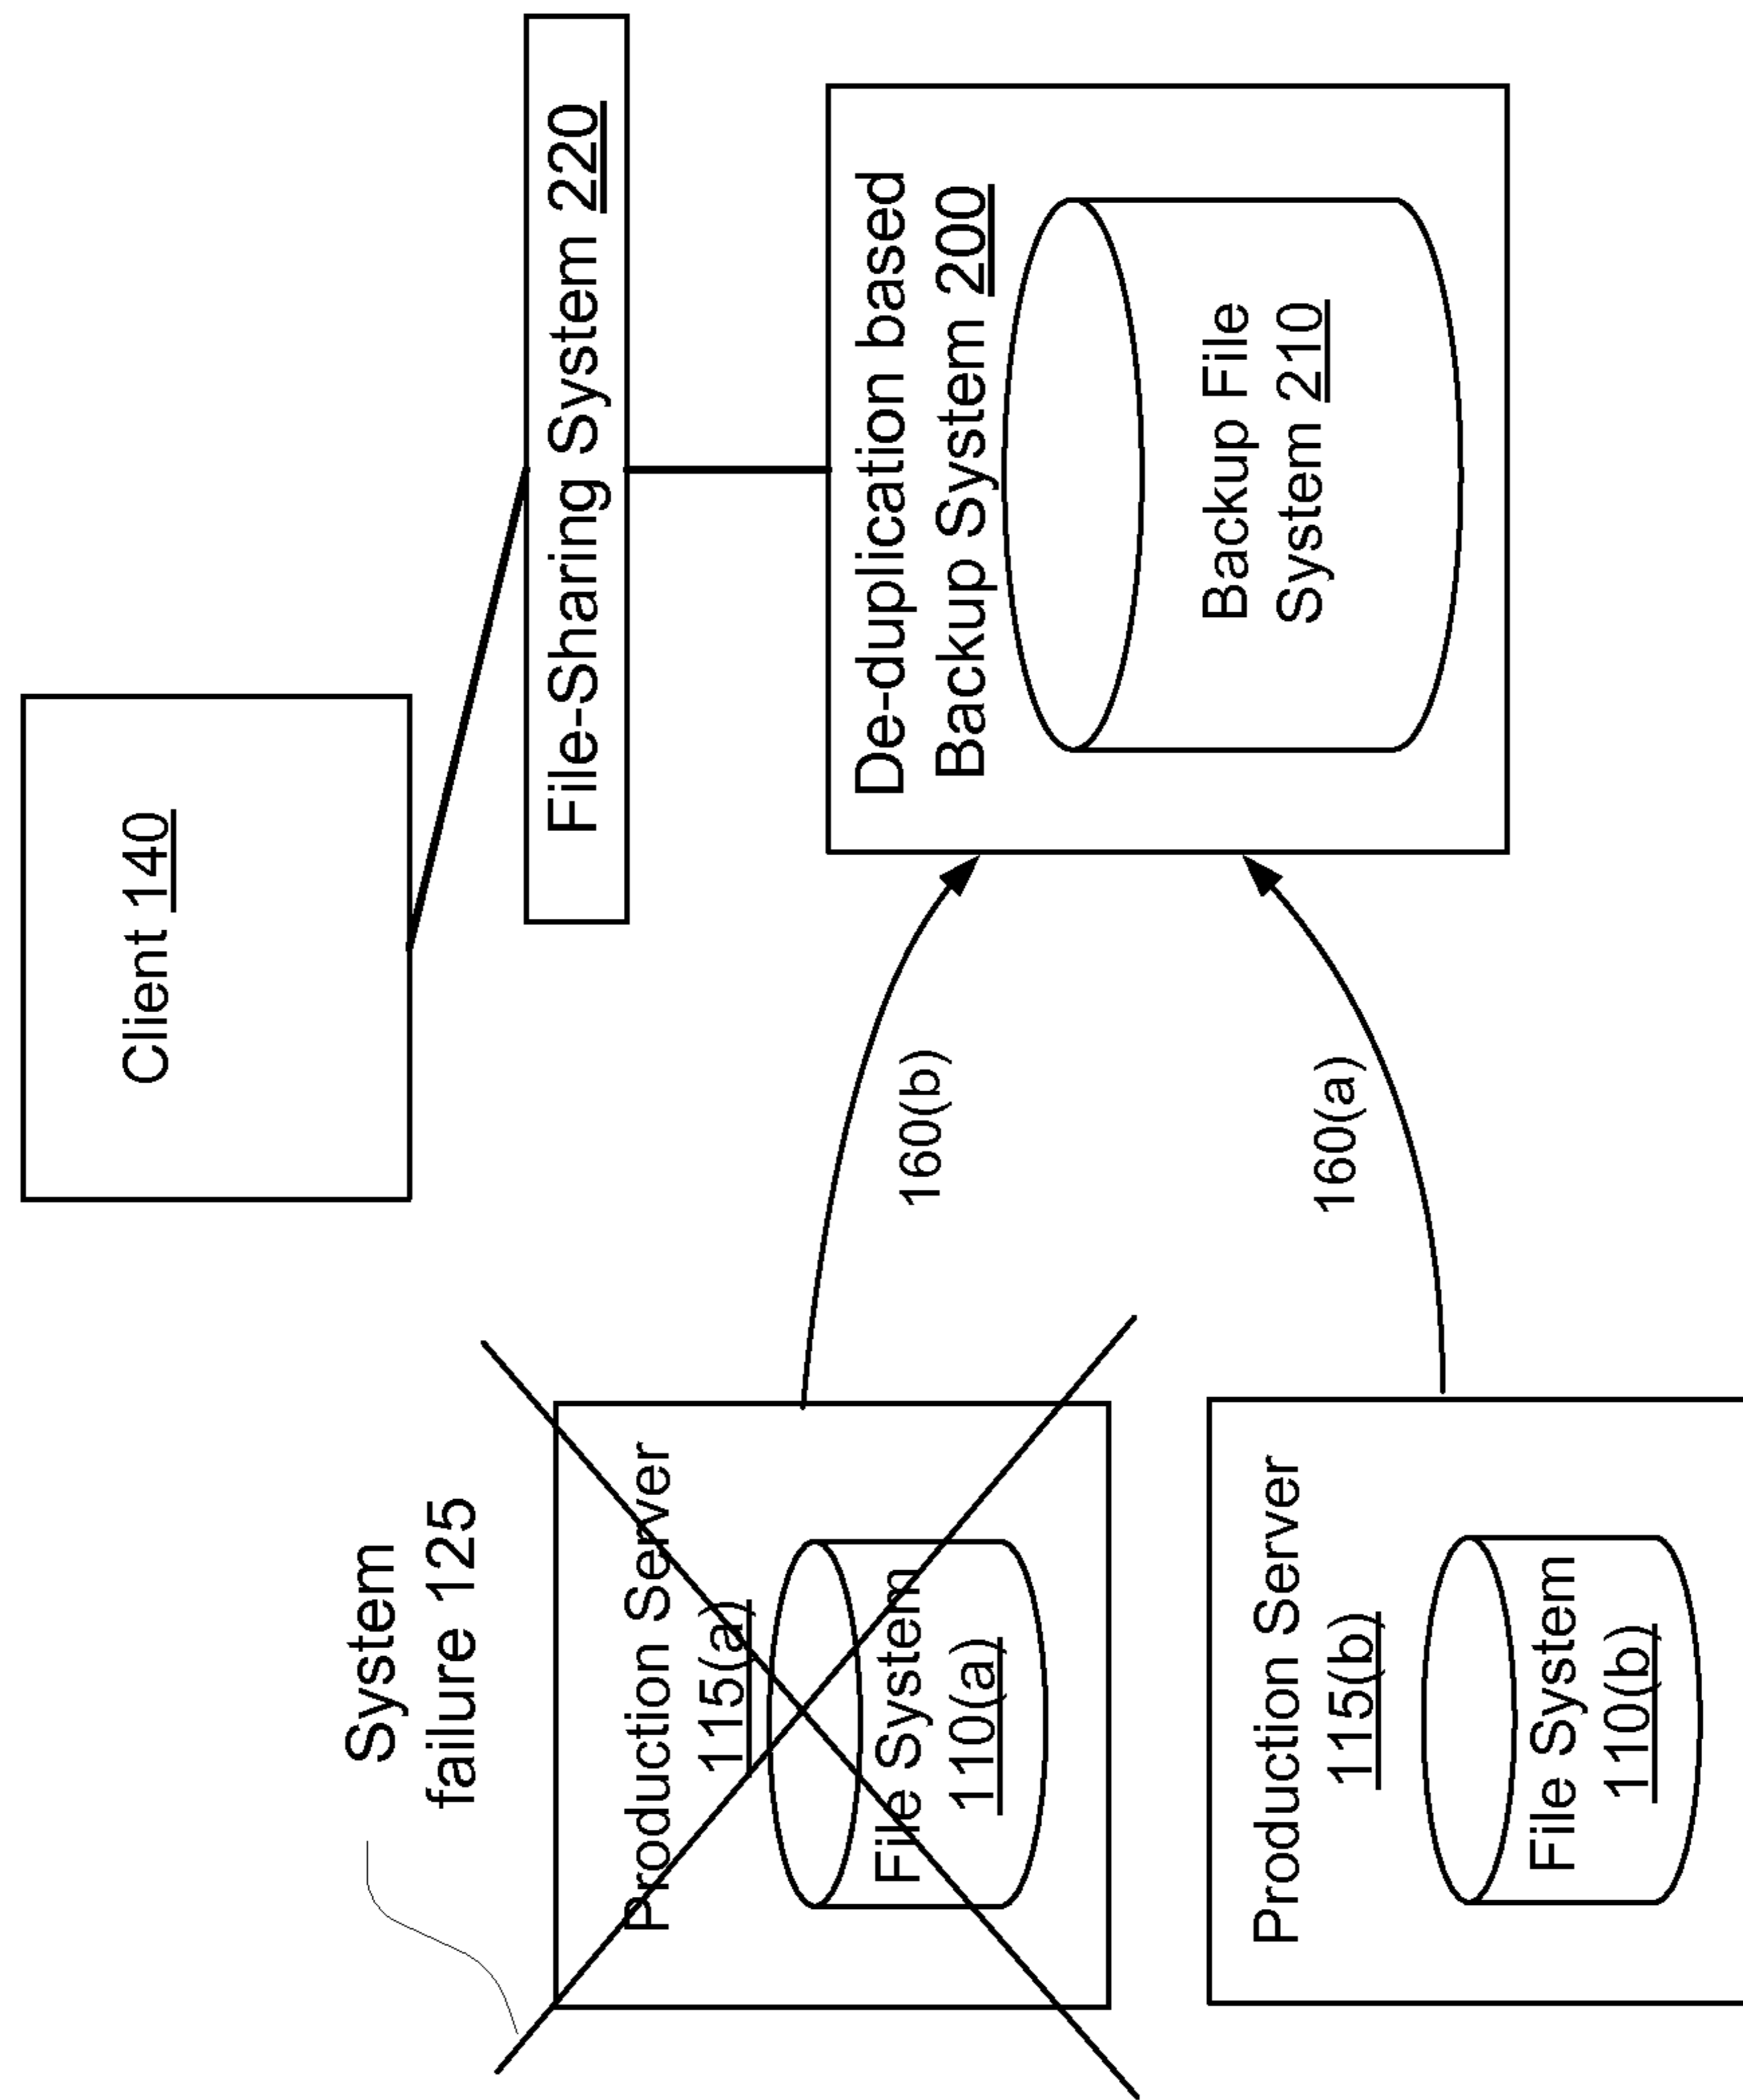 Client 140
File-Sharing System 220
De-duplication based
Backup System 200
Backup File
System 210
System
failure 125
Production Server
115(a)
File System
110(a)
160(b)
160(a)
Production Server
115(b)
File System
110(b)